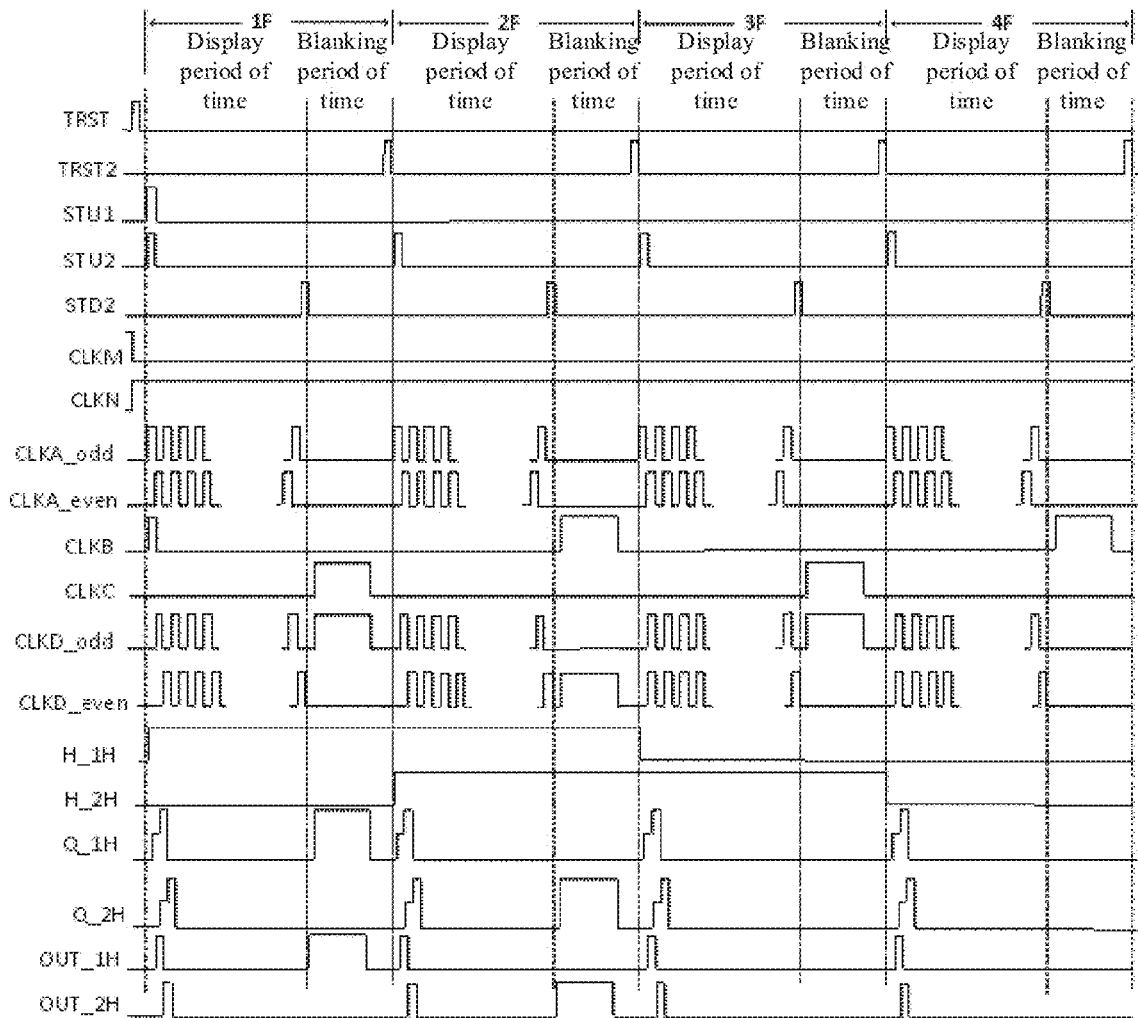 1F 2F 3F 4F
Display Blanking Display Blanking Display Blanking Display Blanking
period of period of period of period of period of period of period of period of
time time time time time time time time
TRST
TRST2
STU1
STU2
STD2
CLKM
CLKN
CLKA_odd
CLKA_even
CLKB
CLKC
CLKD_odd
CLKD_even
H_1H
H_2H
Q_1H
Q_2H
OUT_1H
OUT_2H